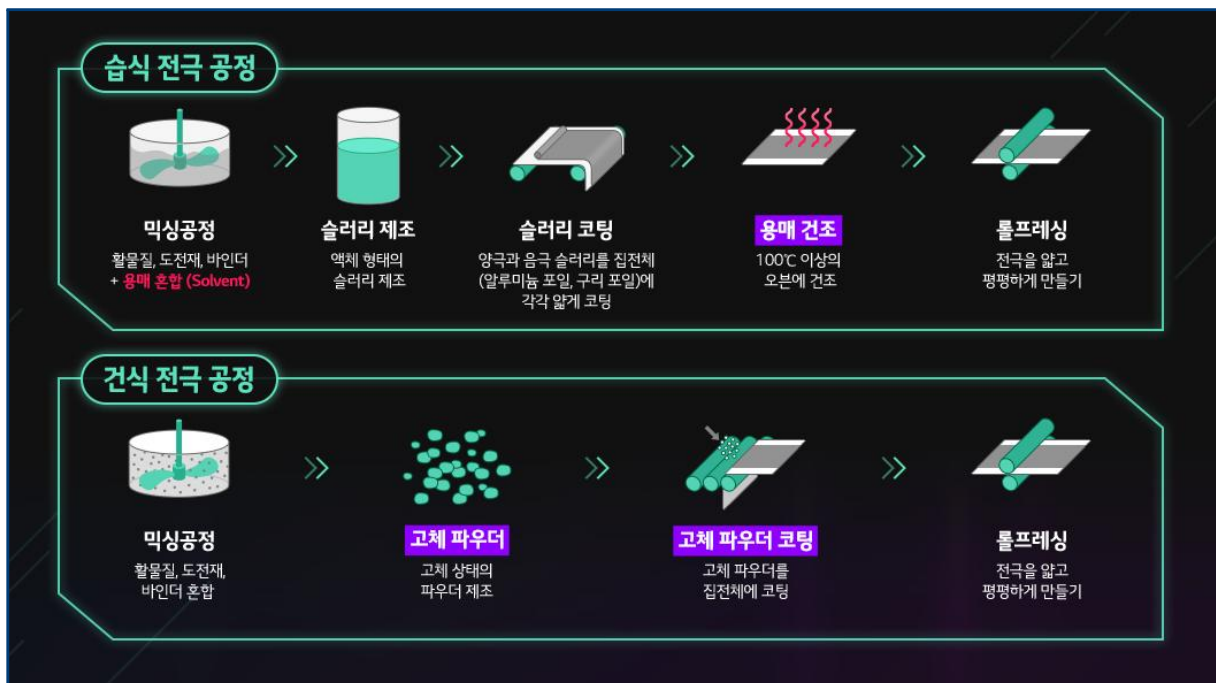 습식 전극 공정
믹싱공정
활물질, 도전재, 바인더
+ 용매 혼합 (Solvent)
슬러리 제조
액체 형태의
슬러리 제조
슬러리 코팅
양극과 음극 슬러리를 집전체
(알루미늄 포일, 구리 포일)에
각각 얇게 코팅
용매 건조
100℃ 이상의
오븐에 건조
롤프레싱
전극을 얇고
평평하게 만들기
건식 전극 공정
믹싱공정
활물질, 도전재,
바인더 혼합
고체 파우더
고체 상태의
파우더 제조
고체 파우더 코팅
고체 파우더를
집전체에 코팅
롤프레싱
전극을 얇고
평평하게 만들기